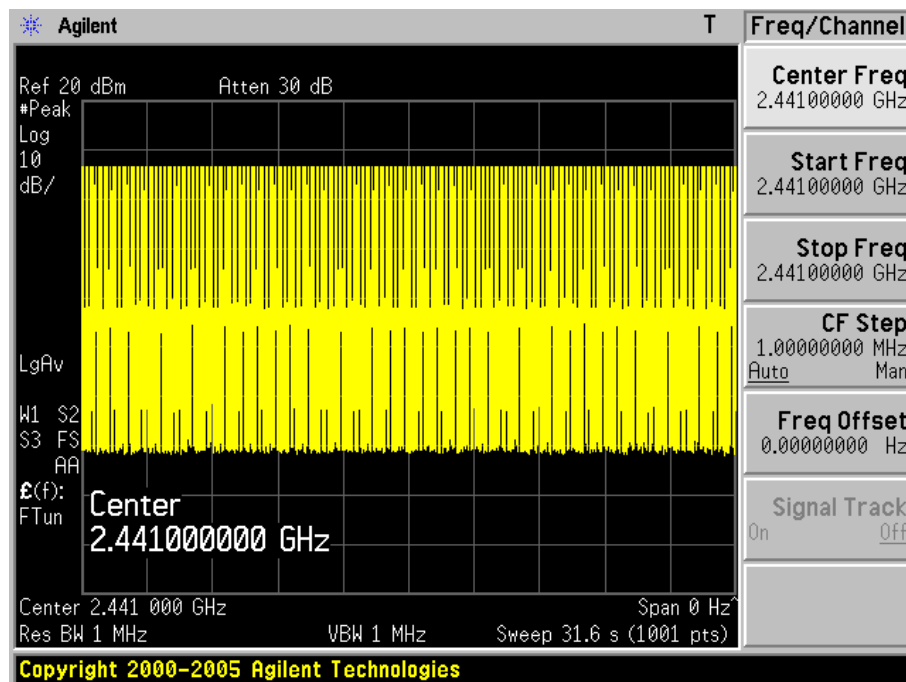 Agilent T Freq/Channel
Ref 20 dBm Atten 30 dB
#Peak
Log
10
dB/
LgAv
W1 S2
S3 FS
AA
£(f):
FTun
Center
2.441000000 GHz
Center 2.441 000 GHz Span 0 Hz^
Res BW 1 MHz VBW 1 MHz Sweep 31.6 s (1001 pts)
Center Freq
2.44100000 GHz
Start Freq
2.44100000 GHz
Stop Freq
2.44100000 GHz
CF Step
1.00000000 MHz
Auto Man
Freq Offset
0.00000000 Hz
Signal Track
On Off
Copyright 2000-2005 Agilent Technologies